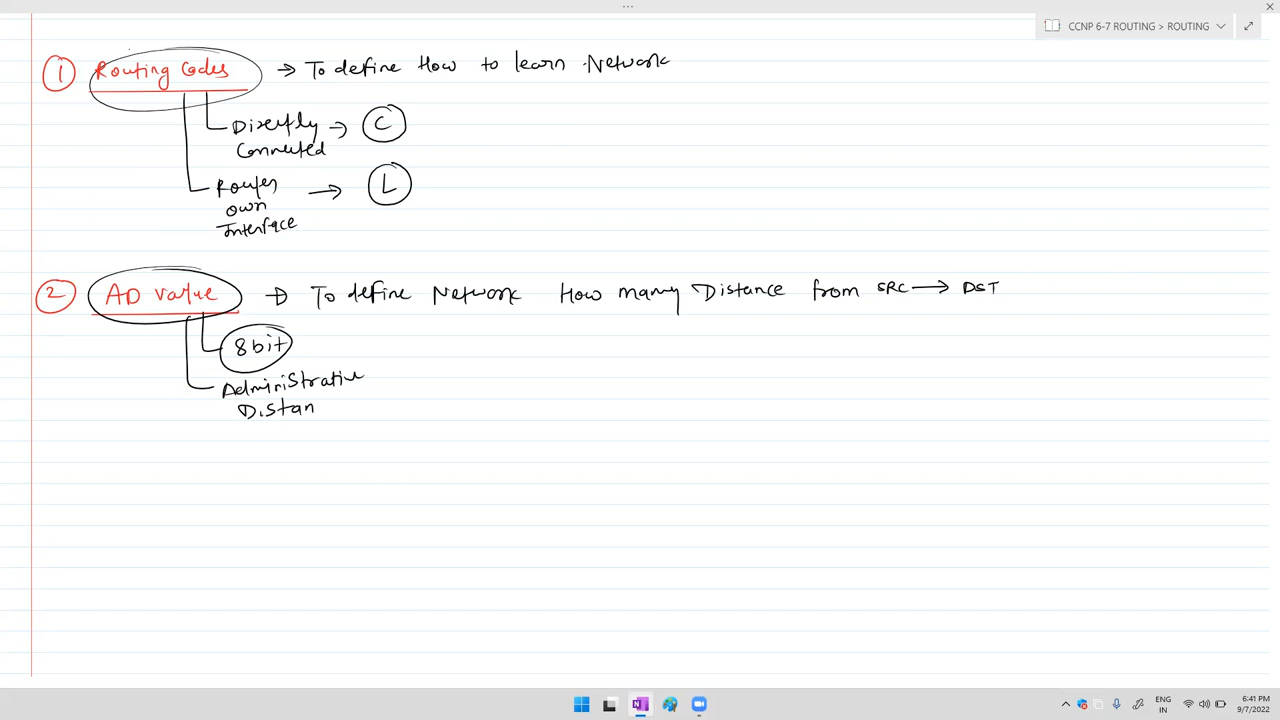 ...
CCNP 6-7 ROUTING > ROUTING
1 Routing Codes → To define How to learn Network
Directly → C
Connected
Router → L
own
Interface
2 AD value → To define Network How many Distance from SRC → DST
8bit
Administrative
Distan
ENG
IN
6:41 PM
9/7/2022